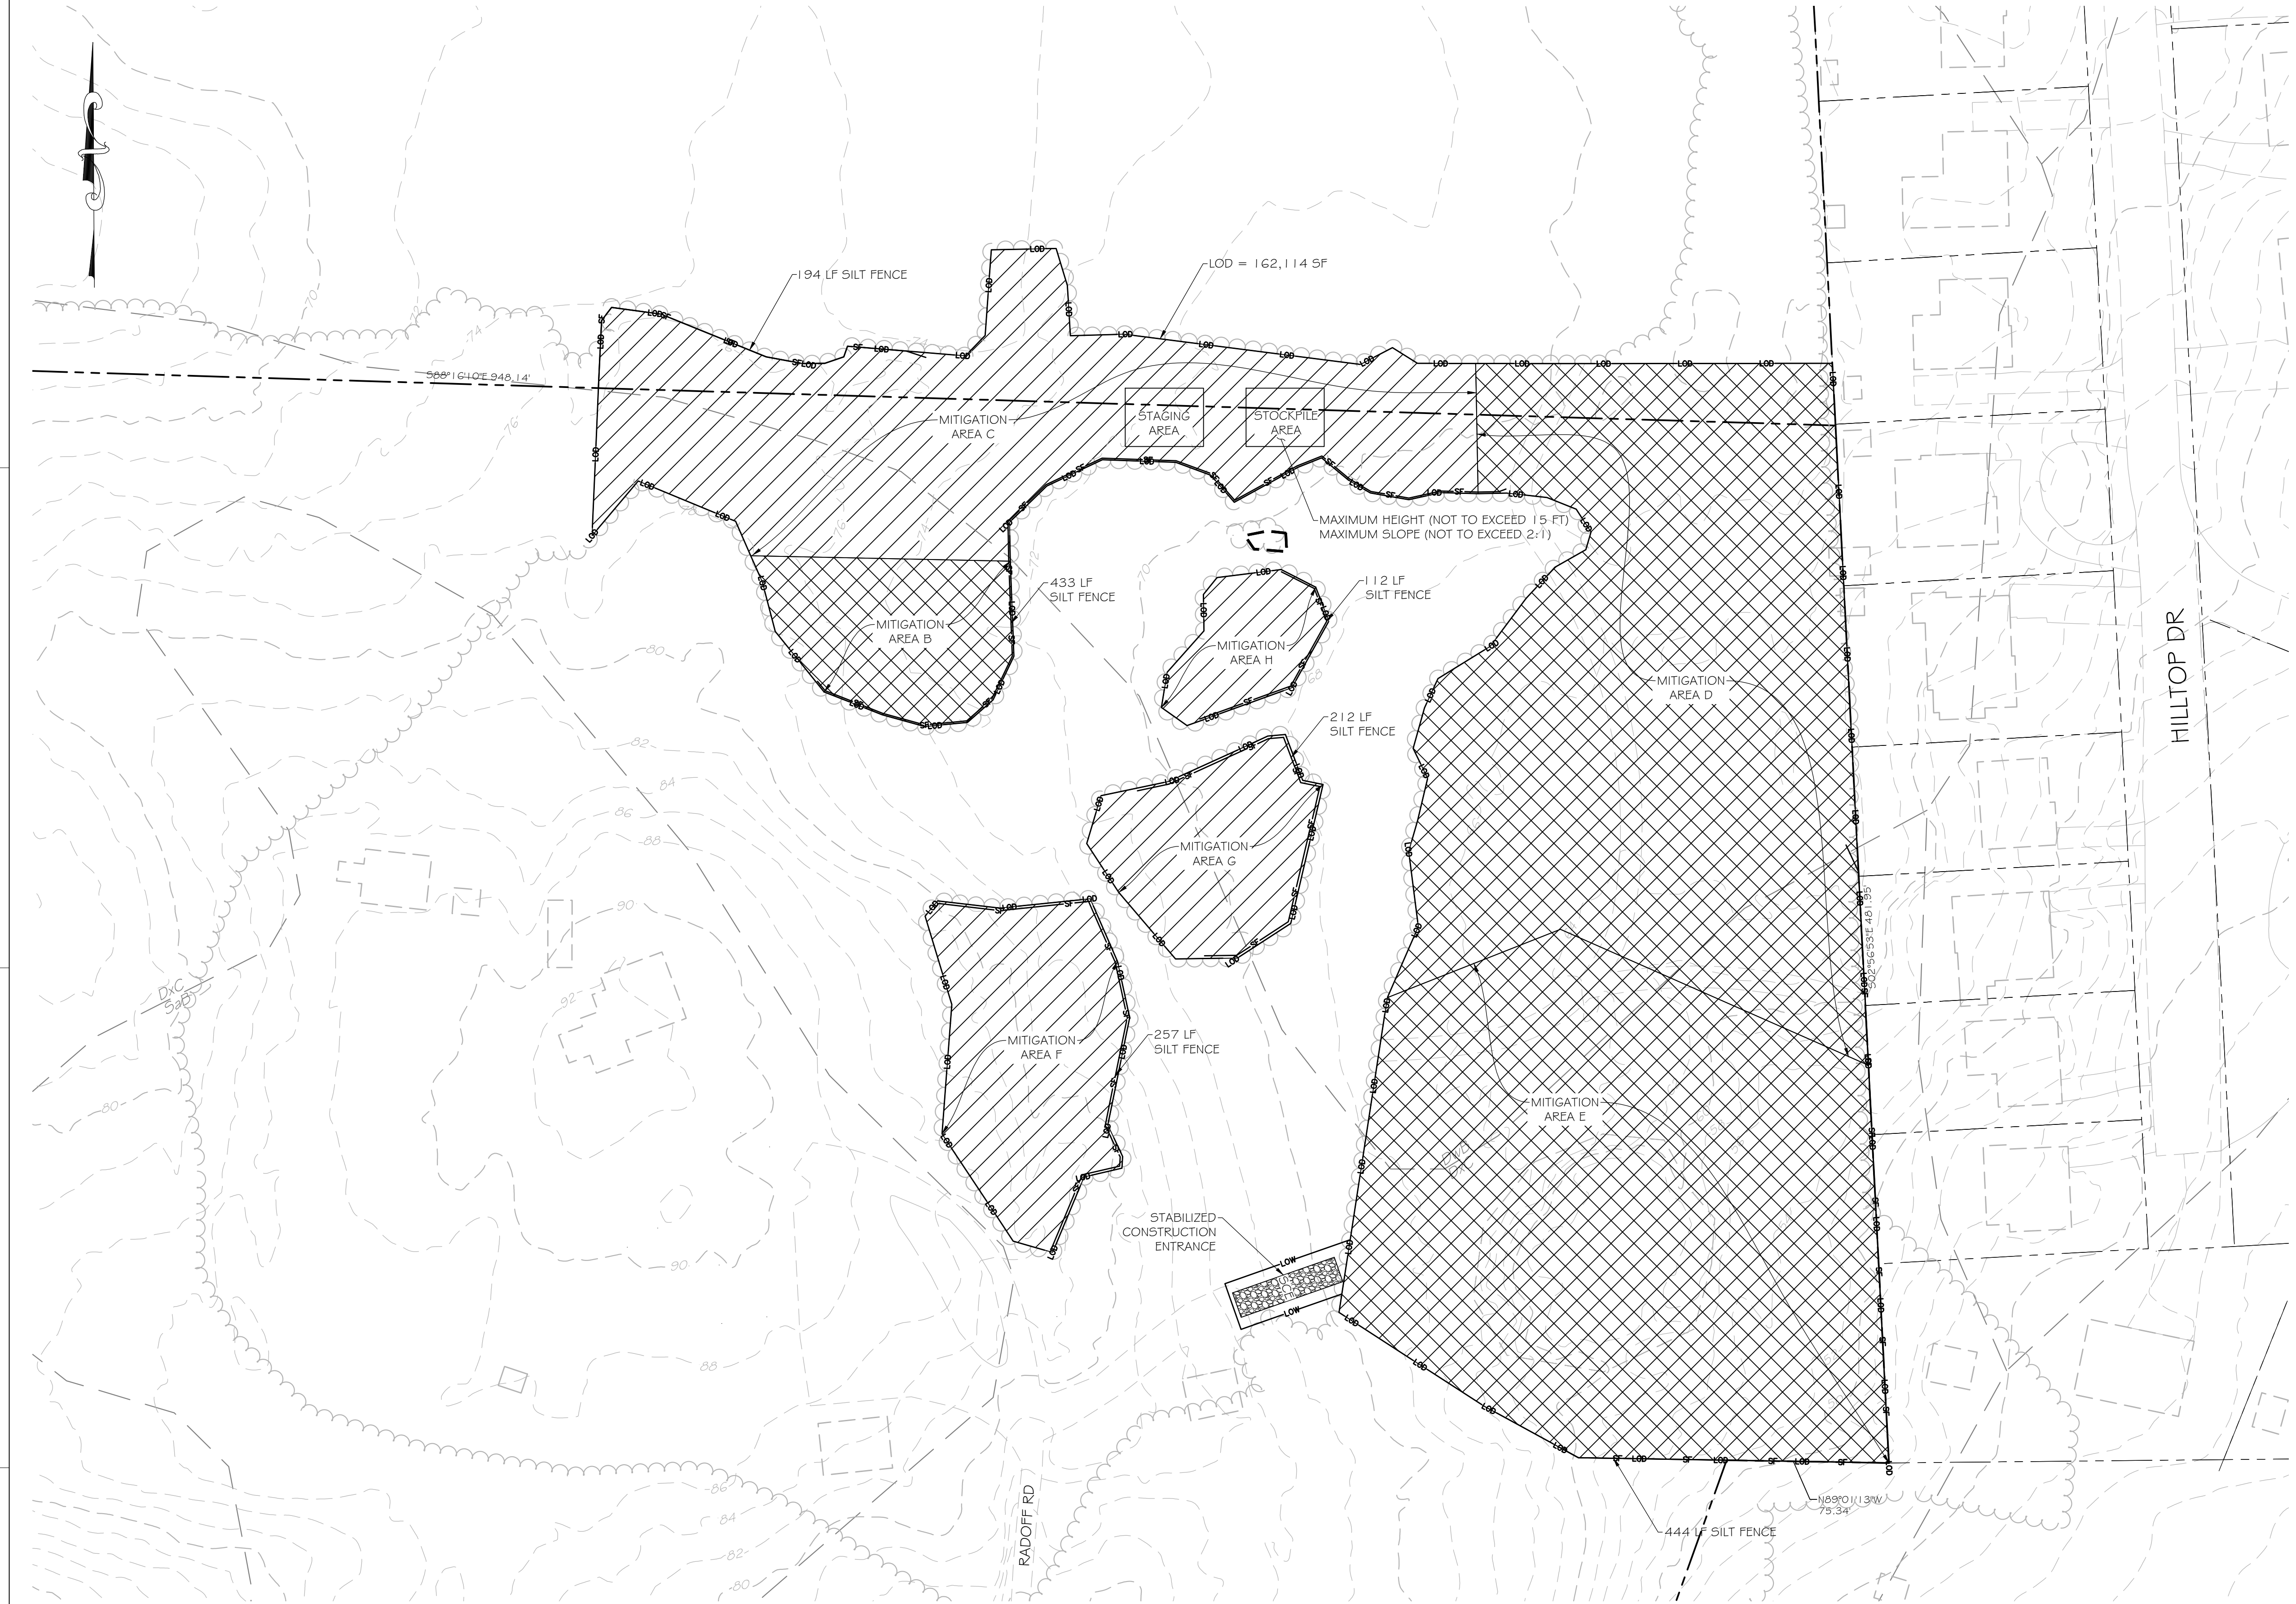 194 LF SILT FENCE
LOD = 162,114 SF
S88°16'10"E 948.14'
MITIGATION
AREA C
STAGING
AREA
STOCKPILE
AREA
MAXIMUM HEIGHT (NOT TO EXCEED 15 FT)
MAXIMUM SLOPE (NOT TO EXCEED 2:1)
433 LF
SILT FENCE
112 LF
SILT FENCE
MITIGATION
AREA B
MITIGATION
AREA H
MITIGATION
AREA D
HILLTOP DR
212 LF
SILT FENCE
MITIGATION
AREA G
S02°56'53"E 481.95'
MITIGATION
AREA F
257 LF
SILT FENCE
MITIGATION
AREA E
STABILIZED
CONSTRUCTION
ENTRANCE
SCE
LOW
LOW
N89°01'13"W
75.34'
444 LF SILT FENCE
RADOFF RD
DxC
SaB
LOD
SF
70
74
76
76
74
72
70
68
80
82
84
86
88
90
92
80
90
88
86
84
82
80